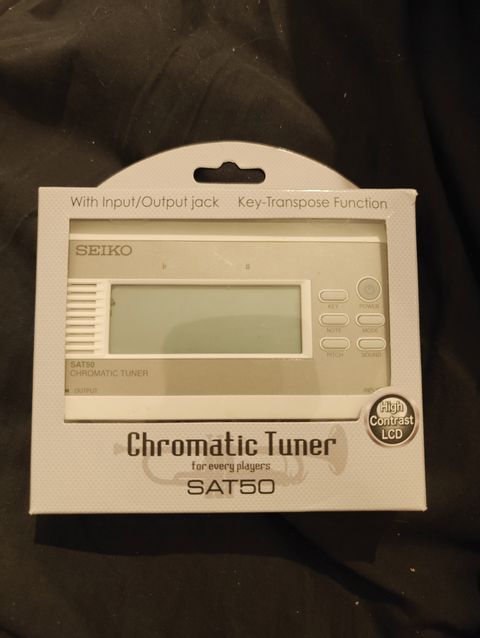 With Input/Output jack Key-Transpose Function
SEIKO
♭ #
POWER
KEY
NOTE MODE
PITCH SOUND
SAT50
CHROMATIC TUNER
OUTPUT
High
Contrast
LCD
Chromatic Tuner
for every players
SAT50